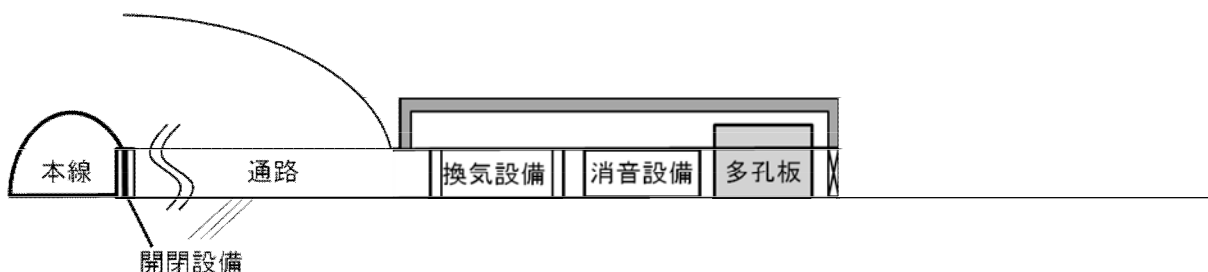 本線
通路
換気設備
消音設備
多孔板
開閉設備